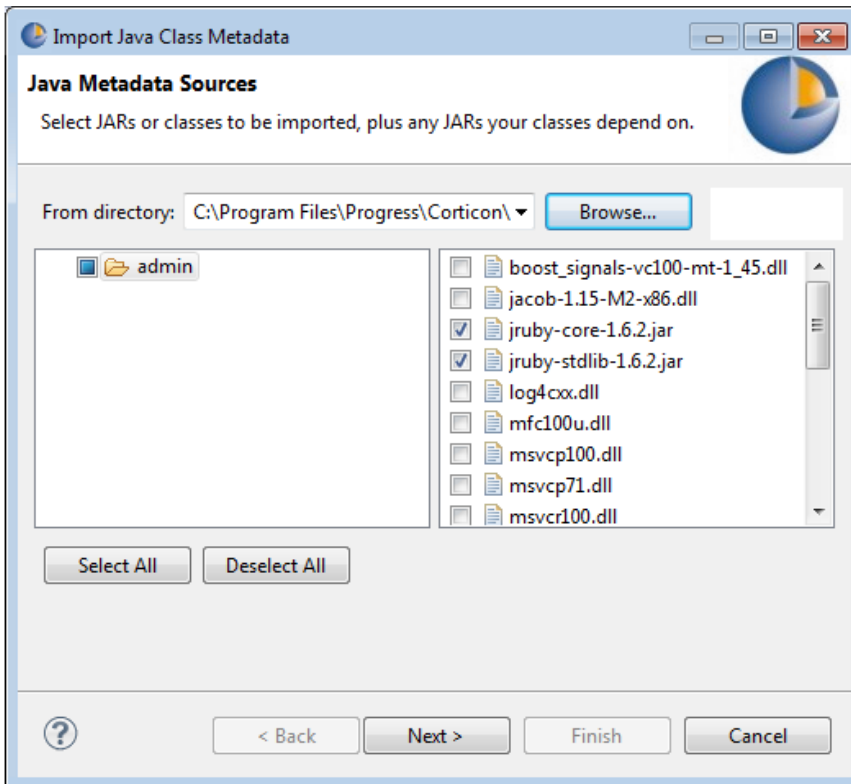 Import Java Class Metadata
Java Metadata Sources
Select JARs or classes to be imported, plus any JARs your classes depend on.
From directory: C:\Program Files\Progress\Corticon\ Browse...
admin
boost_signals-vc100-mt-1_45.dll
jacob-1.15-M2-x86.dll
jruby-core-1.6.2.jar
jruby-stdlib-1.6.2.jar
log4cxx.dll
mfc100u.dll
msvcp100.dll
msvcp71.dll
msvcr100.dll
Select All Deselect All
? < Back Next > Finish Cancel